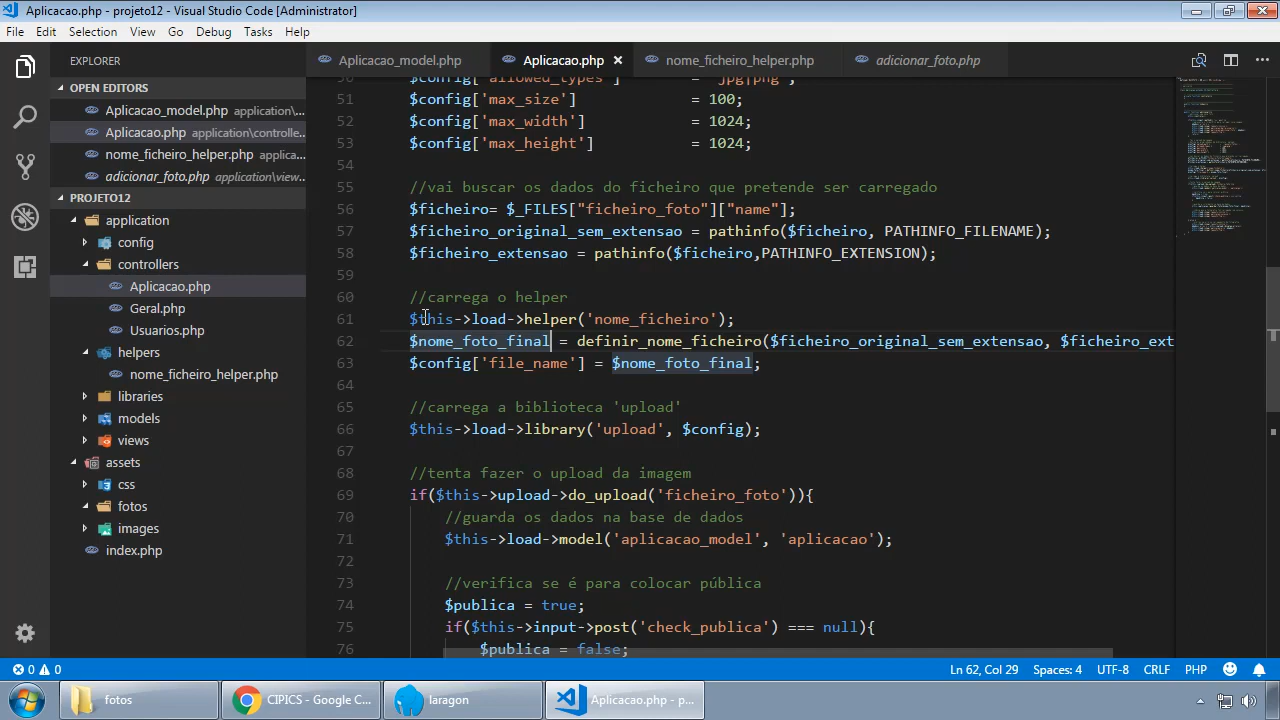 Aplicacao.php - projeto12 - Visual Studio Code [Administrator]
File Edit Selection View Go Debug Tasks Help
EXPLORER
OPEN EDITORS
Aplicacao_model.php application\...
Aplicacao.php application\controlle...
nome_ficheiro_helper.php applica...
adicionar_foto.php application\view...
PROJETO12
application
config
controllers
Aplicacao.php
Geral.php
Usuarios.php
helpers
nome_ficheiro_helper.php
libraries
models
views
assets
css
fotos
images
index.php
Aplicacao_model.php Aplicacao.php × nome_ficheiro_helper.php adicionar_foto.php
50 $config['allowed_types'] = 'jpg|png';
51 $config['max_size'] = 100;
52 $config['max_width'] = 1024;
53 $config['max_height'] = 1024;
54
55 //vai buscar os dados do ficheiro que pretende ser carregado
56 $ficheiro= $_FILES["ficheiro_foto"]["name"];
57 $ficheiro_original_sem_extensao = pathinfo($ficheiro, PATHINFO_FILENAME);
58 $ficheiro_extensao = pathinfo($ficheiro,PATHINFO_EXTENSION);
59
60 //carrega o helper
61 $this->load->helper('nome_ficheiro');
62 $nome_foto_final = definir_nome_ficheiro($ficheiro_original_sem_extensao, $ficheiro_ext
63 $config['file_name'] = $nome_foto_final;
64
65 //carrega a biblioteca 'upload'
66 $this->load->library('upload', $config);
67
68 //tenta fazer o upload da imagem
69 if($this->upload->do_upload('ficheiro_foto')){
70 //guarda os dados na base de dados
71 $this->load->model('aplicacao_model', 'aplicacao');
72
73 //verifica se é para colocar pública
74 $publica = true;
75 if($this->input->post('check_publica') === null){
76 $publica = false;
0 0 Ln 62, Col 29 Spaces: 4 UTF-8 CRLF PHP
fotos CIPICS - Google C... laragon Aplicacao.php - p...